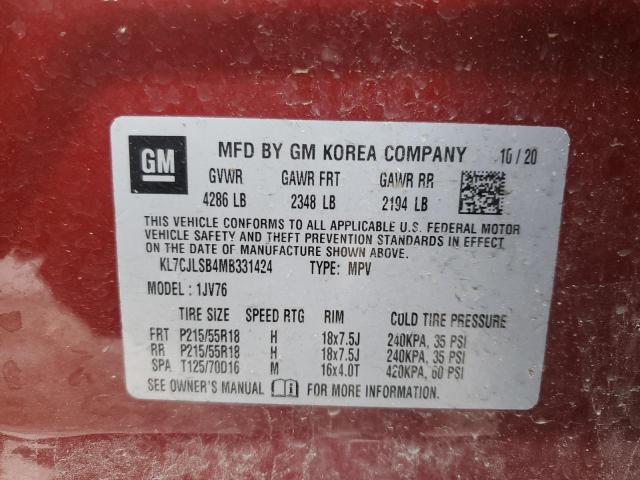 GM MFD BY GM KOREA COMPANY 10/20
GVWR GAWR FRT GAWR RR
4286 LB 2348 LB 2194 LB
THIS VEHICLE CONFORMS TO ALL APPLICABLE U.S. FEDERAL MOTOR
VEHICLE SAFETY AND THEFT PREVENTION STANDARDS IN EFFECT
ON THE DATE OF MANUFACTURE SHOWN ABOVE.
KL7CJLSB4MB331424 TYPE: MPV
MODEL : 1JV76
TIRE SIZE SPEED RTG RIM COLD TIRE PRESSURE
FRT P215/55R18 H 18x7.5J 240KPA, 35 PSI
RR P215/55R18 H 18x7.5J 240KPA, 35 PSI
SPA T125/70D16 M 16x4.0T 420KPA, 60 PSI
SEE OWNER'S MANUAL FOR MORE INFORMATION.